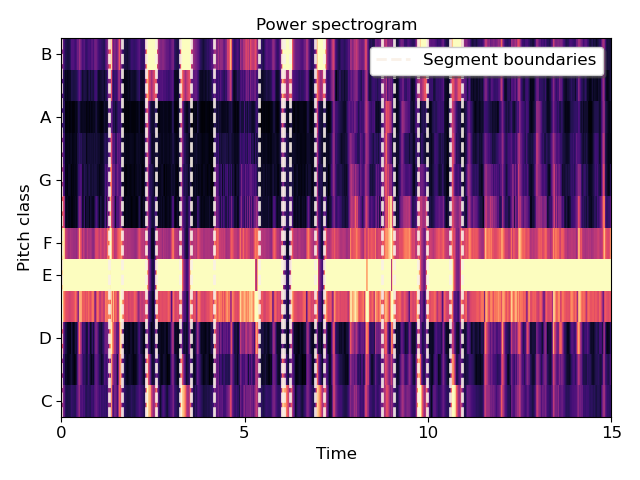 Power spectrogram
Segment boundaries
Pitch class
B
A
G
F
E
D
C
0
5
10
15
Time